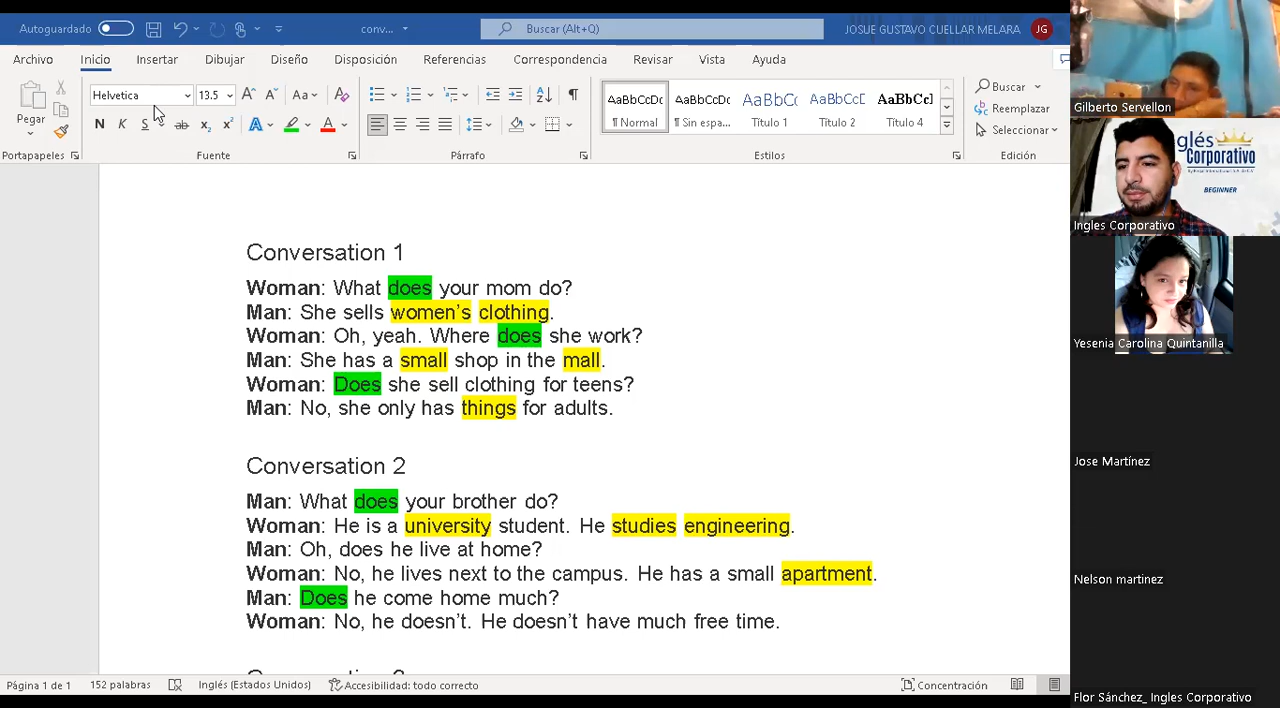 Autoguardado
conv...
Buscar (Alt+Q)
JOSUE GUSTAVO CUELLAR MELARA
JG
Archivo Inicio Insertar Dibujar Diseño Disposición Referencias Correspondencia Revisar Vista Ayuda
Pegar
Portapapeles
Helvetica 13.5
Aa
N K S ab x₂ x² A A
Fuente
Párrafo
AaBbCcDc AaBbCcDc AaBbCc AaBbCcD AaBbCcl
¶ Normal ¶ Sin espa... Título 1 Título 2 Título 4
Estilos
Buscar
Reemplazar
Seleccionar
Edición
Conversation 1
Woman: What does your mom do?
Man: She sells women's clothing.
Woman: Oh, yeah. Where does she work?
Man: She has a small shop in the mall.
Woman: Does she sell clothing for teens?
Man: No, she only has things for adults.
Conversation 2
Man: What does your brother do?
Woman: He is a university student. He studies engineering.
Man: Oh, does he live at home?
Woman: No, he lives next to the campus. He has a small apartment.
Man: Does he come home much?
Woman: No, he doesn't. He doesn't have much free time.
Página 1 de 1 152 palabras Inglés (Estados Unidos) Accesibilidad: todo correcto Concentración
Gilberto Servellon
glés
Corporativo
BEGINNER
Ingles Corporativo
Yesenia Carolina Quintanilla
Jose Martínez
Nelson martinez
Flor Sánchez_ Ingles Corporativo